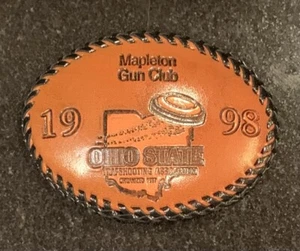 Mapleton
Gun Club
19 98
OHIO STATE
TRAPSHOOTING ASSOCIATION